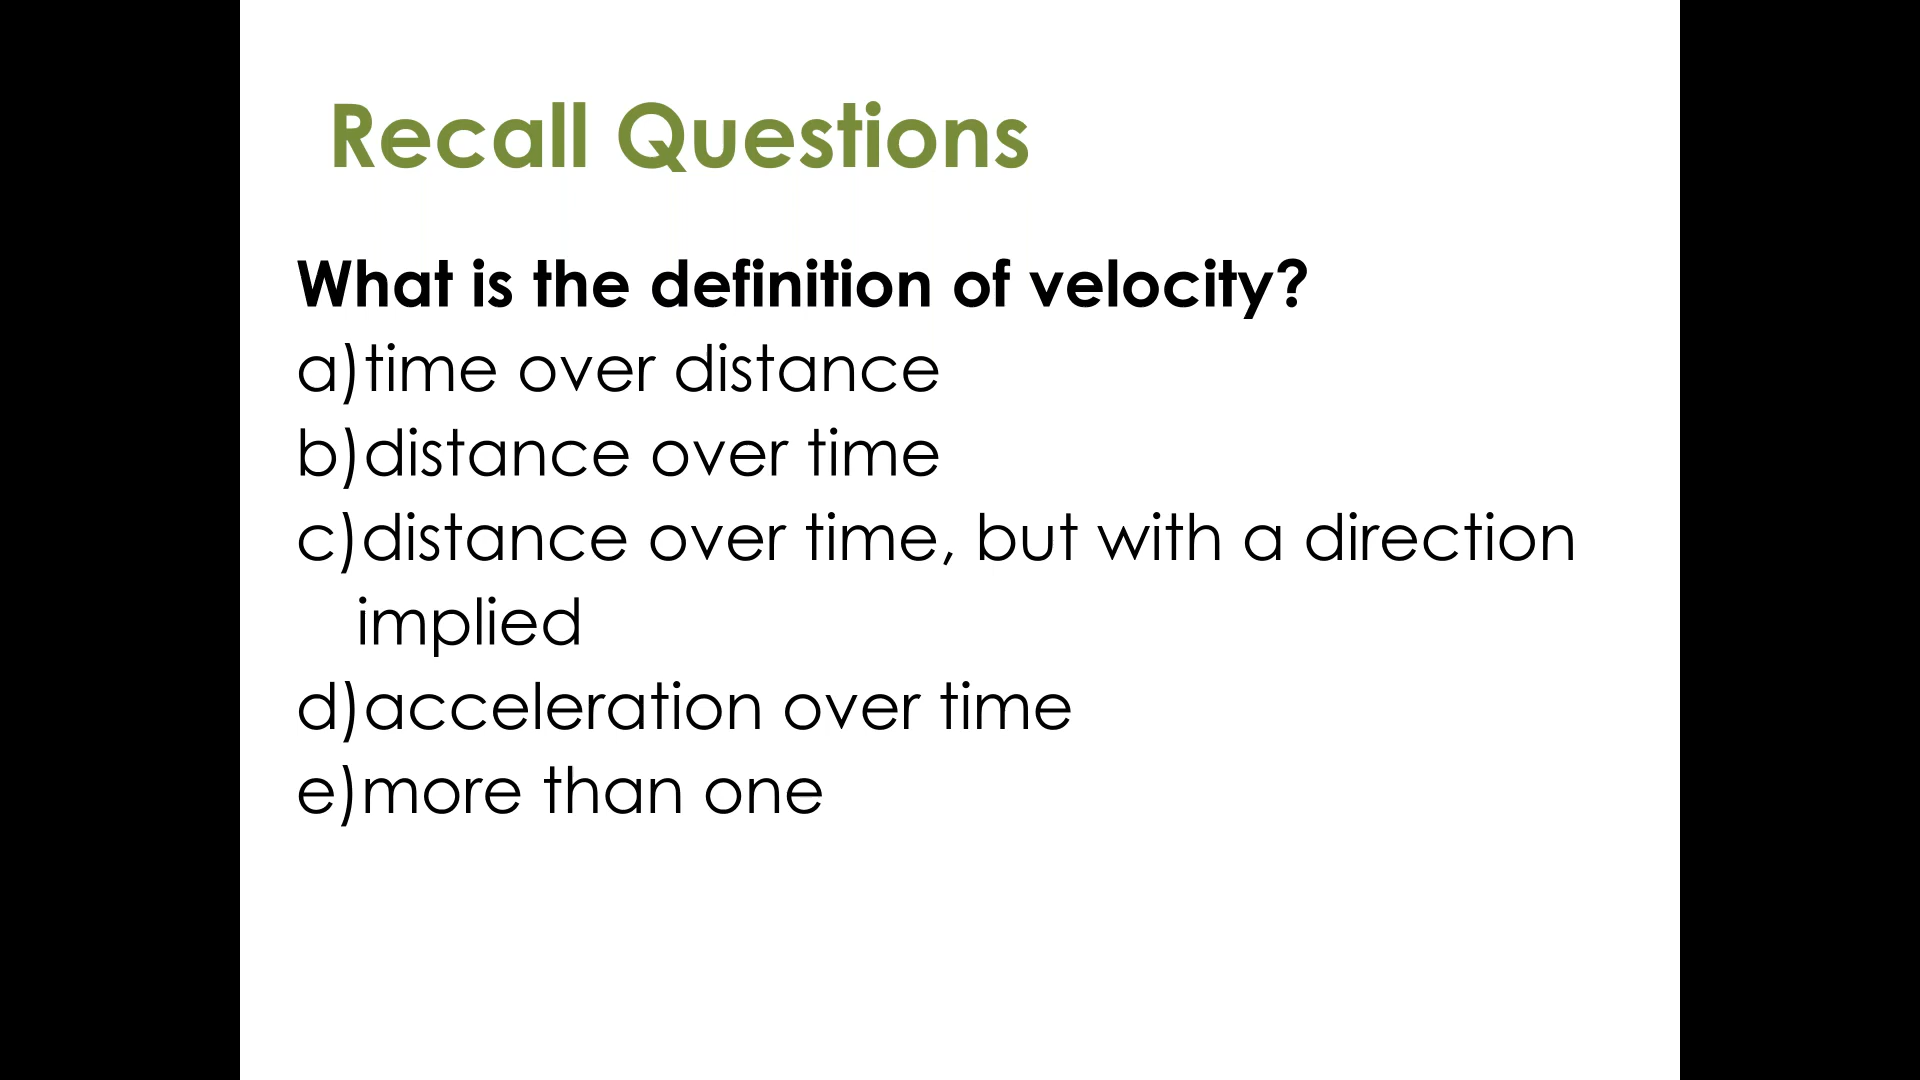 Recall Questions
What is the definition of velocity?
a)time over distance
b)distance over time
c)distance over time, but with a direction
implied
d)acceleration over time
e)more than one